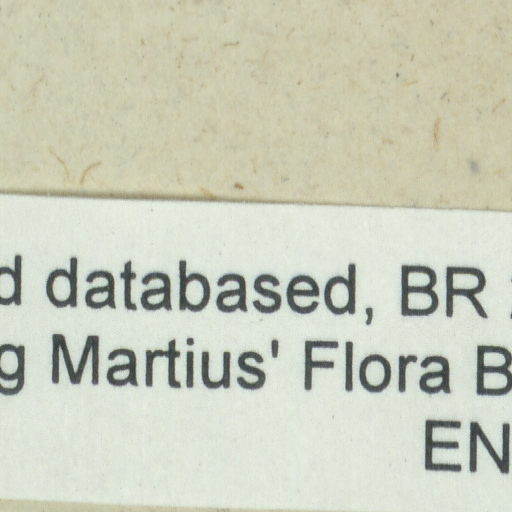 d databased, BR
g Martius' Flora B
EN